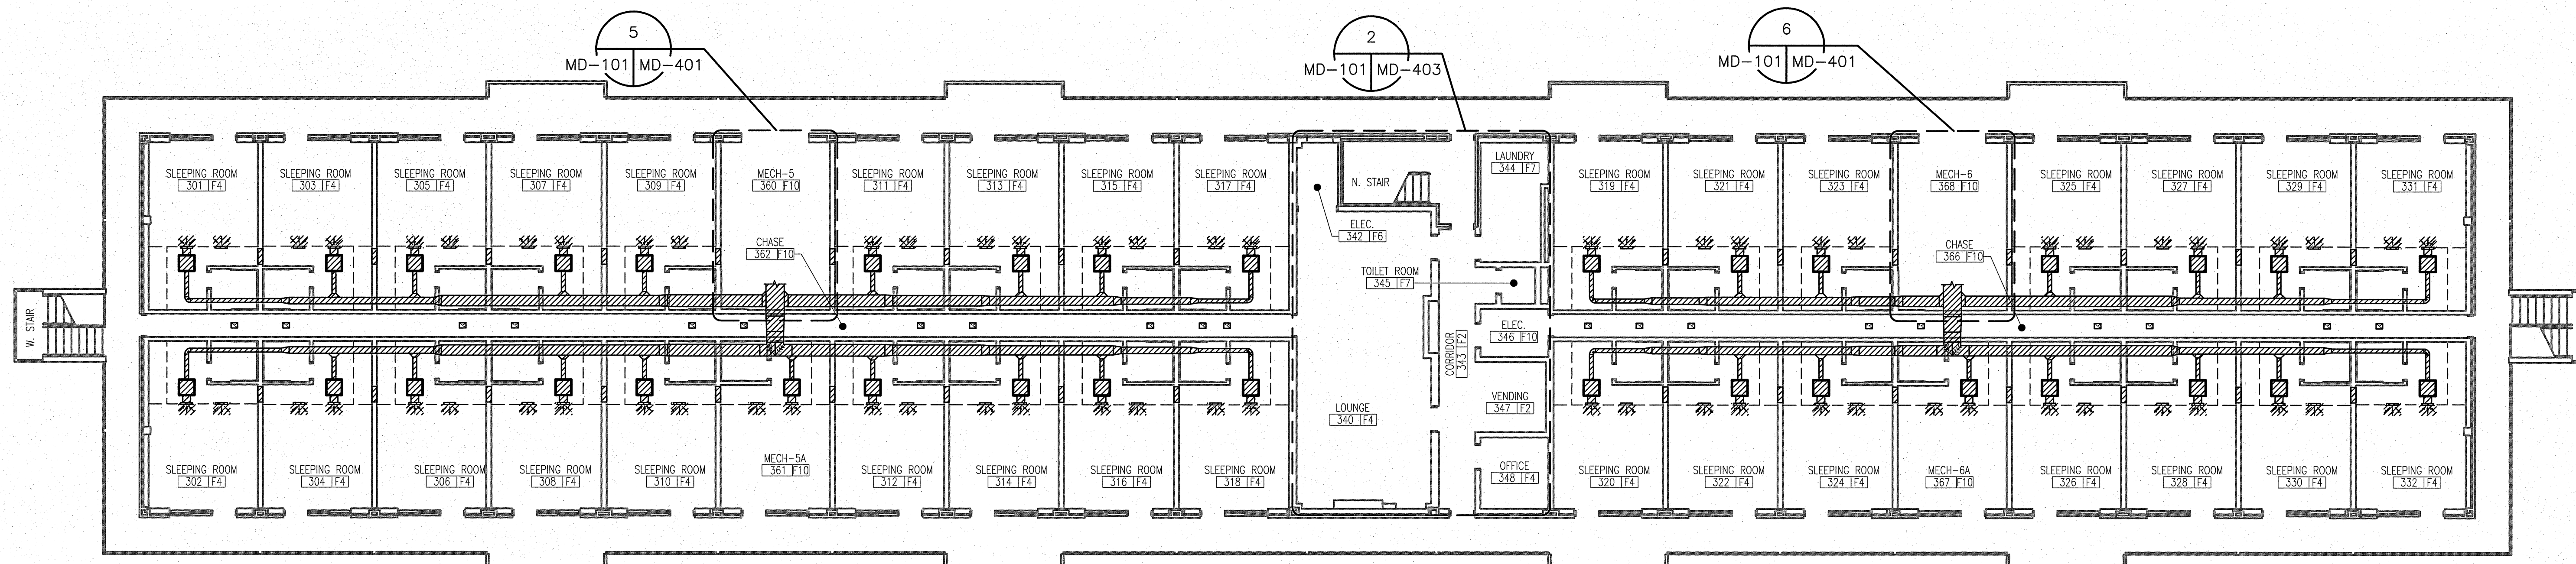 5
MD-101 MD-401
2
MD-101 MD-403
6
MD-101 MD-401
SLEEPING ROOM
301 F4
SLEEPING ROOM
303 F4
SLEEPING ROOM
305 F4
SLEEPING ROOM
307 F4
SLEEPING ROOM
309 F4
MECH-5
360 F10
SLEEPING ROOM
311 F4
SLEEPING ROOM
313 F4
SLEEPING ROOM
315 F4
SLEEPING ROOM
317 F4
N. STAIR
LAUNDRY
344 F7
SLEEPING ROOM
319 F4
SLEEPING ROOM
321 F4
SLEEPING ROOM
323 F4
MECH-6
368 F10
SLEEPING ROOM
325 F4
SLEEPING ROOM
327 F4
SLEEPING ROOM
329 F4
SLEEPING ROOM
331 F4
ELEC.
342 F6
CHASE
362 F10
CHASE
366 F10
TOILET ROOM
345 F7
W. STAIR
ELEC.
346 F10
CORRIDOR
343 F2
VENDING
347 F2
LOUNGE
340 F4
SLEEPING ROOM
302 F4
SLEEPING ROOM
304 F4
SLEEPING ROOM
306 F4
SLEEPING ROOM
308 F4
SLEEPING ROOM
310 F4
MECH-5A
361 F10
SLEEPING ROOM
312 F4
SLEEPING ROOM
314 F4
SLEEPING ROOM
316 F4
SLEEPING ROOM
318 F4
OFFICE
348 F4
SLEEPING ROOM
320 F4
SLEEPING ROOM
322 F4
SLEEPING ROOM
324 F4
MECH-6A
367 F10
SLEEPING ROOM
326 F4
SLEEPING ROOM
328 F4
SLEEPING ROOM
330 F4
SLEEPING ROOM
332 F4